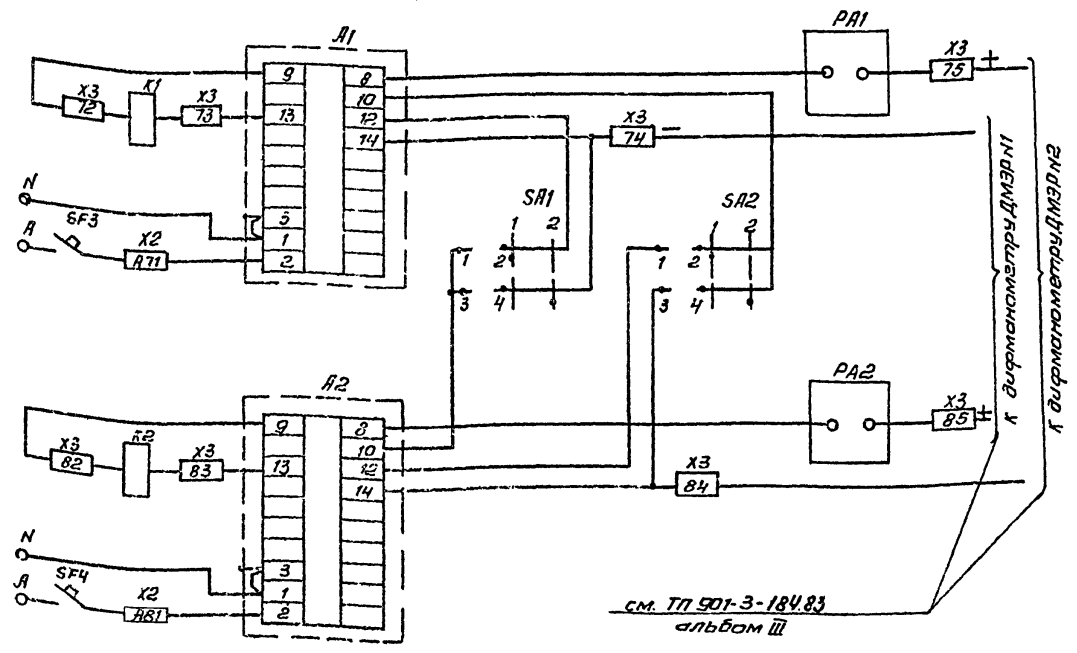 A1
PA1
9
8
X3
75
+
X3
72
K1
X3
73
13
10
12
14
X3
74
—
N
A
SF3
X2
A71
5
1
2
SA1
1
2
1
2
3
4
SA2
1
2
1
2
3
4
К дифманометру ДМЭР N1
К дифманометру ДМЭР N2
A2
PA2
9
8
X3
85
±
X3
82
K2
X3
83
13
10
12
14
X3
84
N
A
SF4
X2
A81
3
1
2
см. ТП 901-3-184.83
альбом III